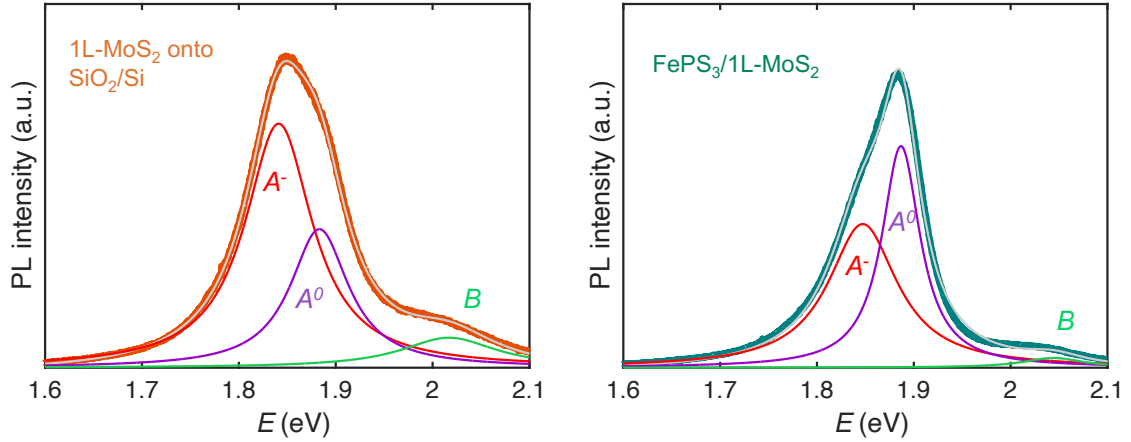 1L-MoS₂ onto
SiO₂/Si
PL intensity (a.u.)
A⁻
A⁰
B
1.6 1.7 1.8 1.9 2 2.1
E (eV)
FePS₃/1L-MoS₂
PL intensity (a.u.)
A⁰
A⁻
B
1.6 1.7 1.8 1.9 2 2.1
E (eV)